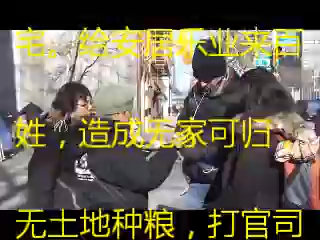 宅。给安居乐业来百
姓，造成无家可归
无土地种粮，打官司